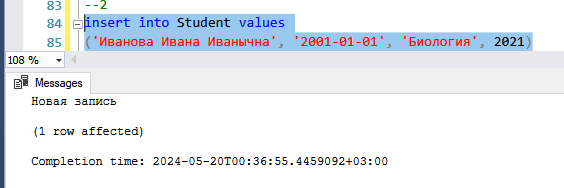 83
84
85
--2
insert into Student values
('Иванова Ивана Иванычна', '2001-01-01', 'Биология', 2021)
108 %
Messages
Новая запись
(1 row affected)
Completion time: 2024-05-20T00:36:55.4459092+03:00